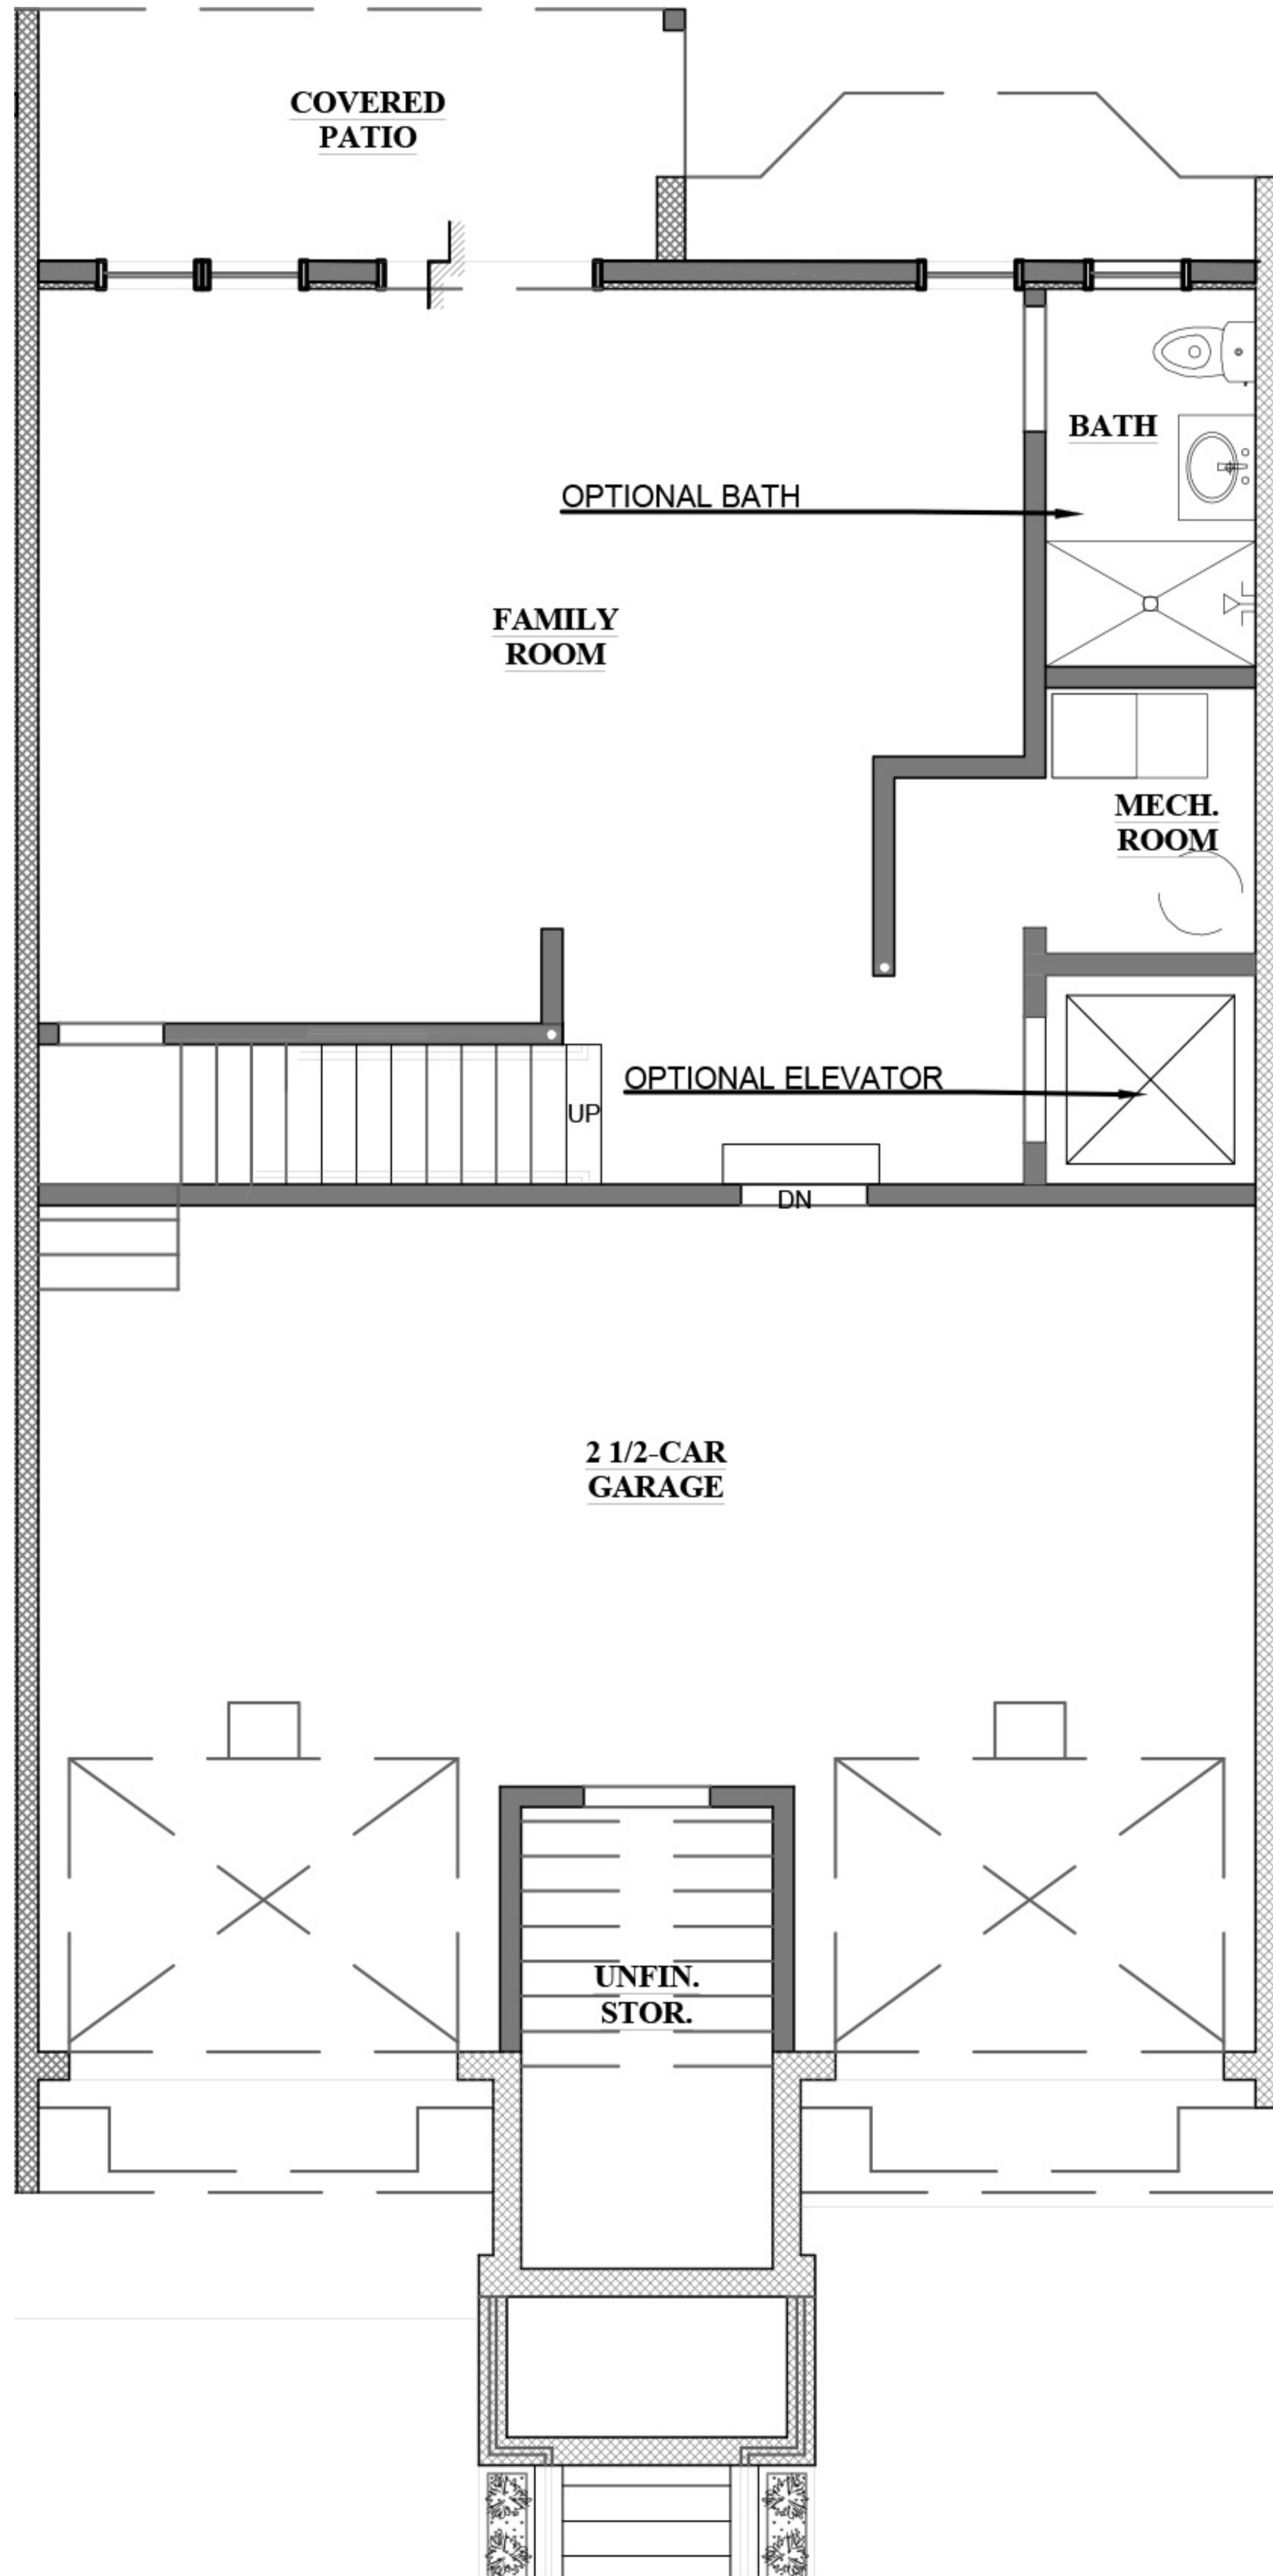 COVERED
PATIO
BATH
OPTIONAL BATH
FAMILY
ROOM
MECH.
ROOM
OPTIONAL ELEVATOR
UP
DN
2 1/2-CAR
GARAGE
UNFIN.
STOR.